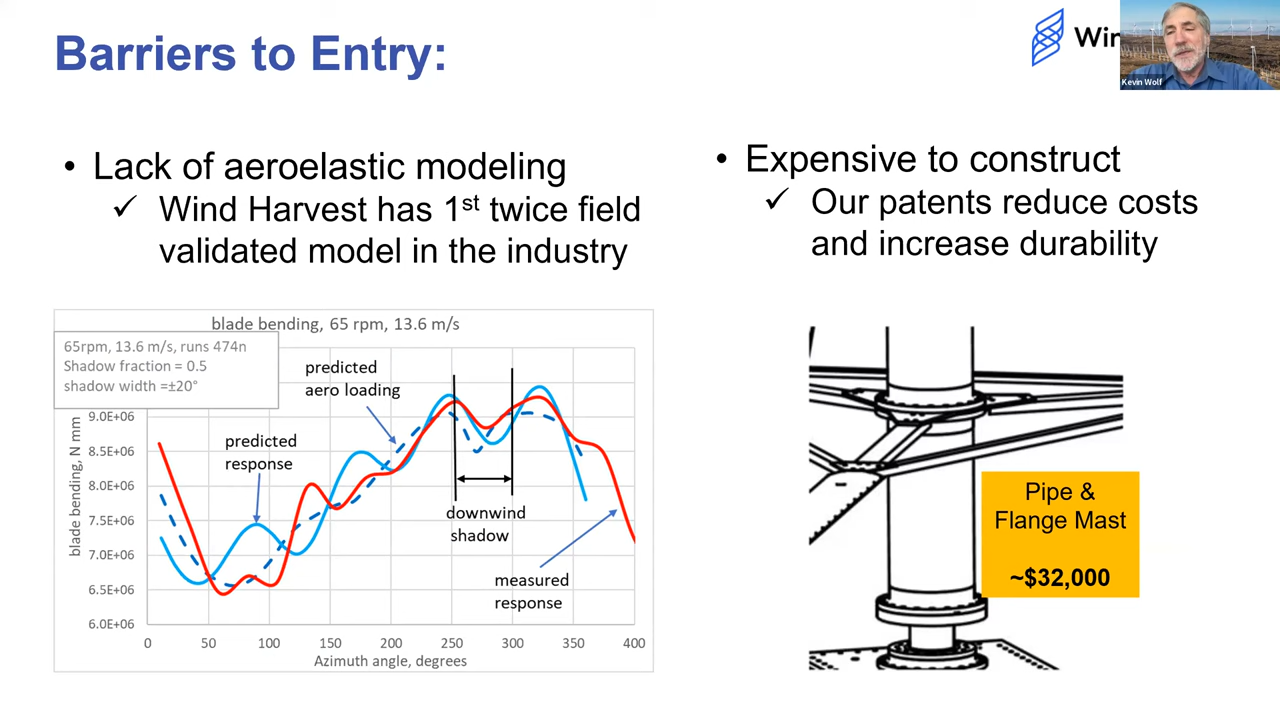 Barriers to Entry:
Win
Kevin Wolf
• Lack of aeroelastic modeling
✓ Wind Harvest has 1st twice field
validated model in the industry
• Expensive to construct
✓ Our patents reduce costs
and increase durability
blade bending, 65 rpm, 13.6 m/s
65rpm, 13.6 m/s, runs 474n
Shadow fraction = 0.5
shadow width =±20°
predicted
aero loading
predicted
response
downwind
shadow
measured
response
blade bending, N mm
9.0E+06
8.5E+06
8.0E+06
7.5E+06
7.0E+06
6.5E+06
6.0E+06
0 50 100 150 200 250 300 350 400
Azimuth angle, degrees
Pipe &
Flange Mast
~$32,000